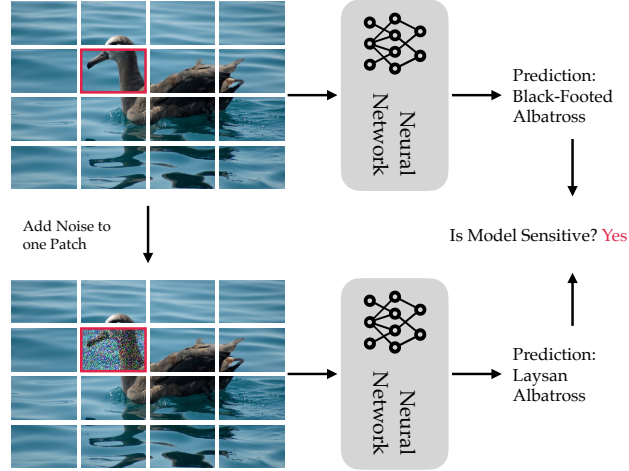 Neural
Network
Prediction:
Black-Footed
Albatross
Add Noise to
one Patch
Is Model Sensitive? Yes
Neural
Network
Prediction:
Laysan
Albatross